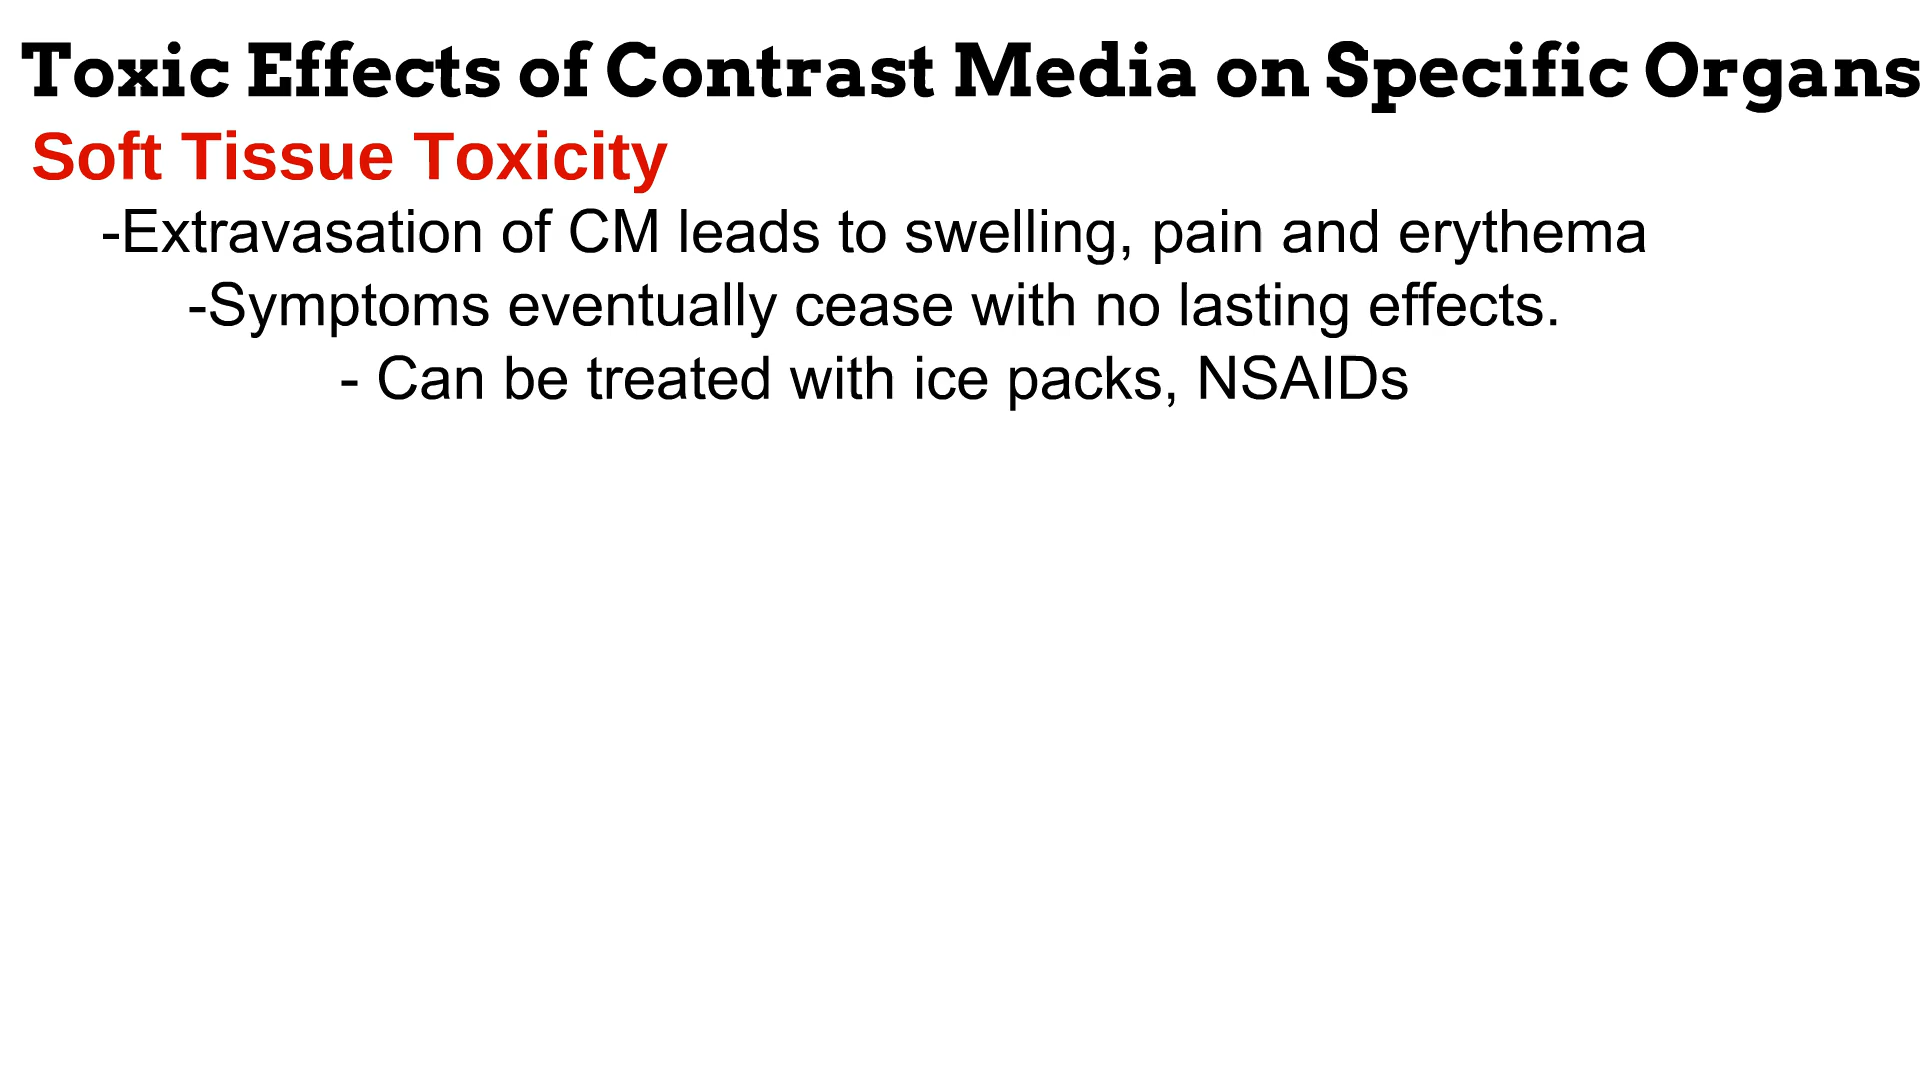 Toxic Effects of Contrast Media on Specific Organs
Soft Tissue Toxicity
-Extravasation of CM leads to swelling, pain and erythema
-Symptoms eventually cease with no lasting effects.
- Can be treated with ice packs, NSAIDs